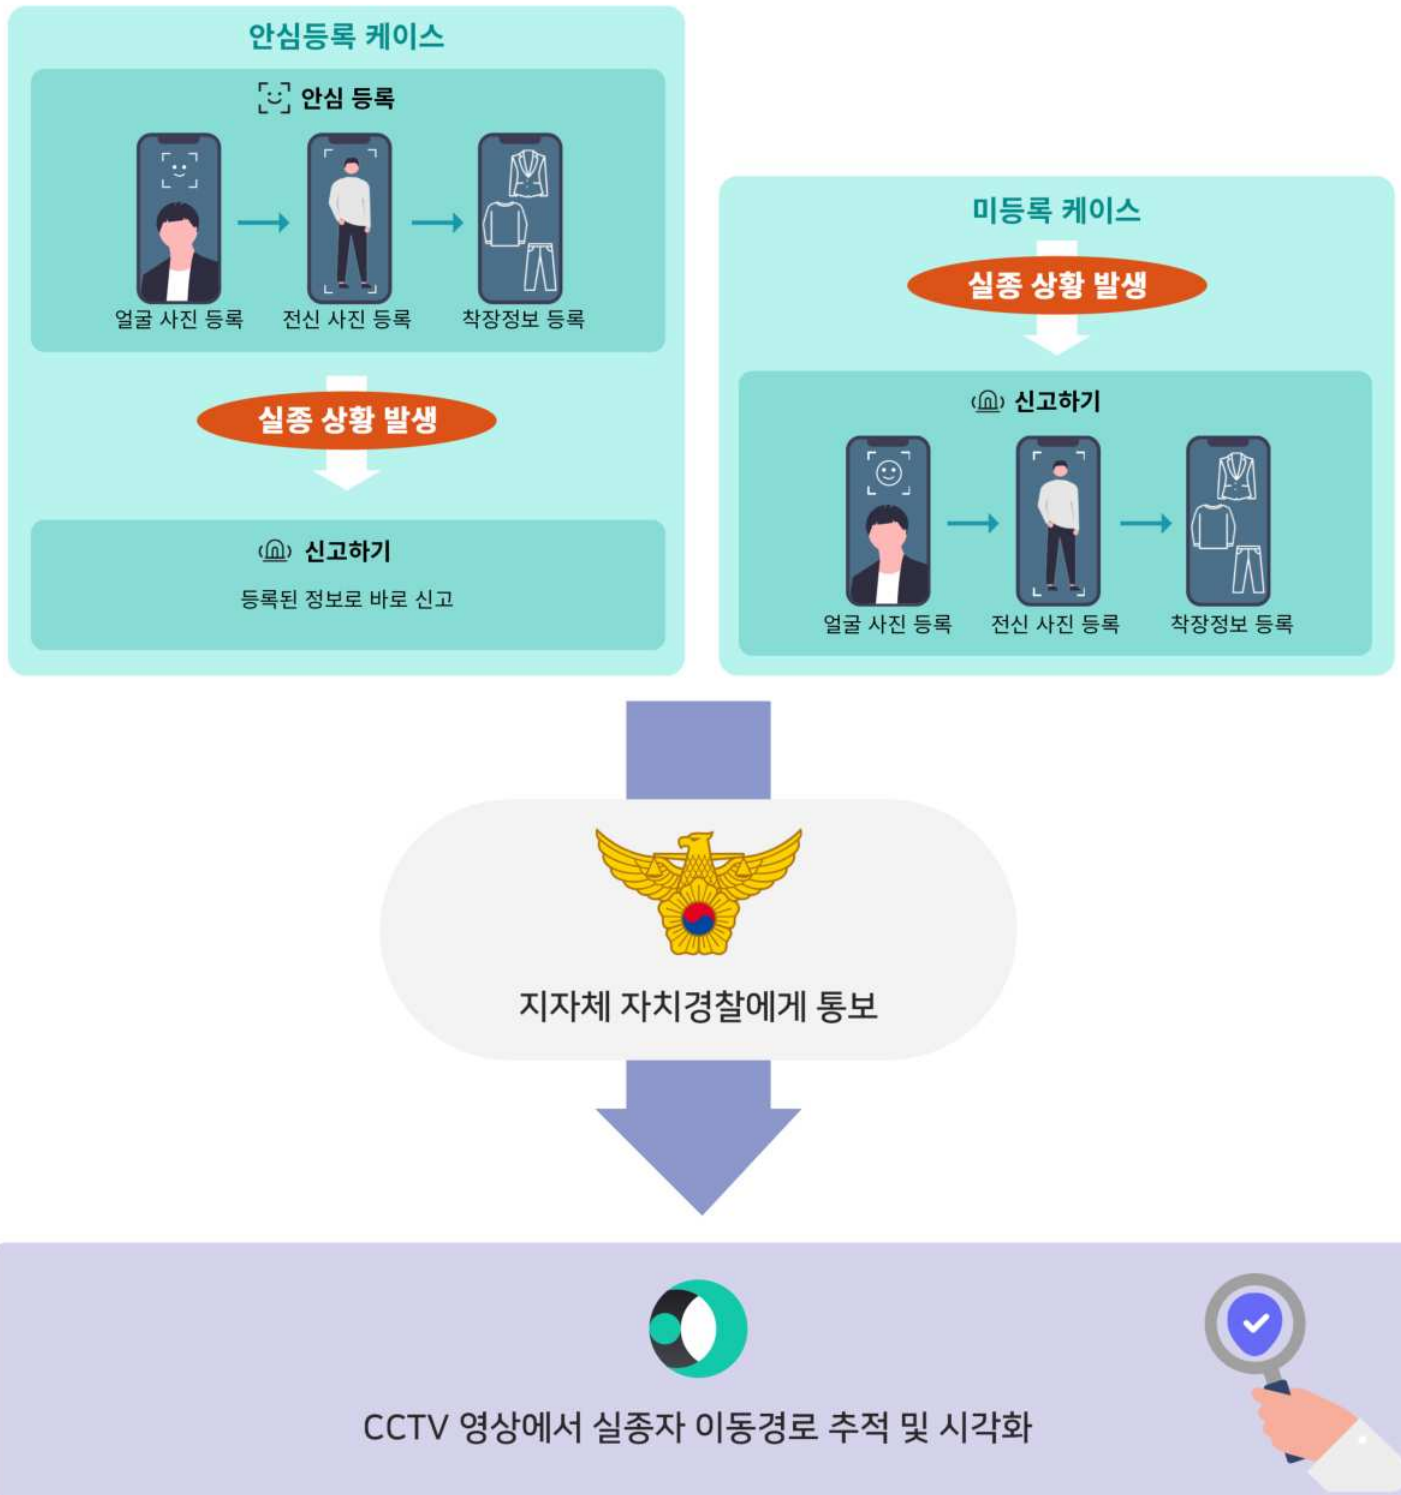 안심등록 케이스
안심 등록
얼굴 사진 등록 전신 사진 등록 착장정보 등록
실종 상황 발생
신고하기
등록된 정보로 바로 신고
미등록 케이스
실종 상황 발생
신고하기
얼굴 사진 등록 전신 사진 등록 착장정보 등록
지자체 자치경찰에게 통보
CCTV 영상에서 실종자 이동경로 추적 및 시각화